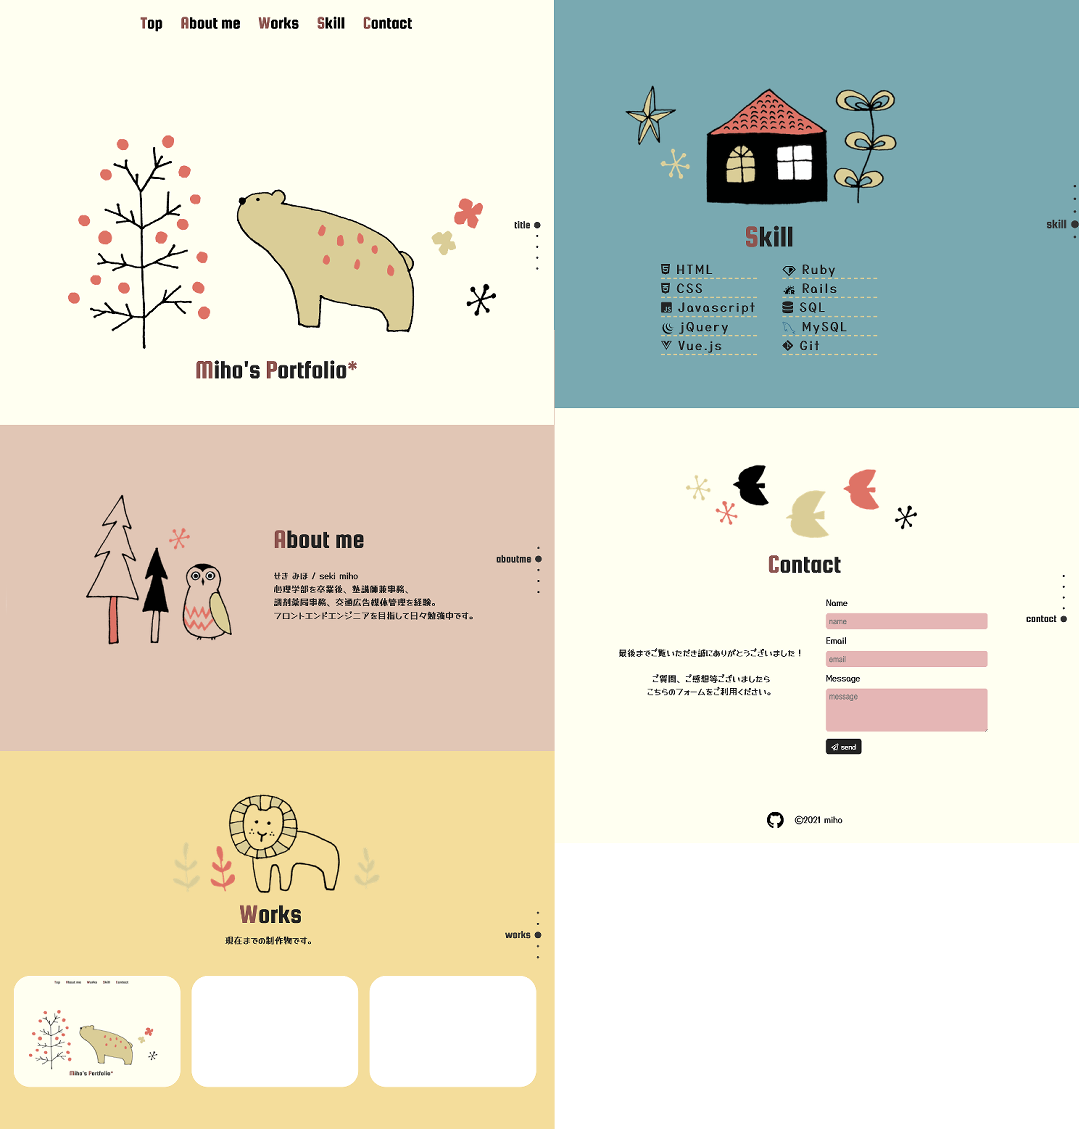 Top About me Works Skill Contact
title
Miho's Portfolio*
About me
aboutme
せき みほ / seki miho
心理学部を卒業後、塾講師兼事務、
調剤薬局事務、交通広告媒体管理を経験。
フロントエンドエンジニアを目指して日々勉強中です。
Works
works
現在までの制作物です。
Top About me Works Skill Contact
Miho's Portfolio*
skill
Skill
HTML
CSS
Javascript
jQuery
Vue.js
Ruby
Rails
SQL
MySQL
Git
Contact
contact
最後までご覧いただき誠にありがとうございました！
ご質問、ご感想等ございましたら
こちらのフォームをご利用ください。
Name
name
Email
email
Message
message
send
©2021 miho